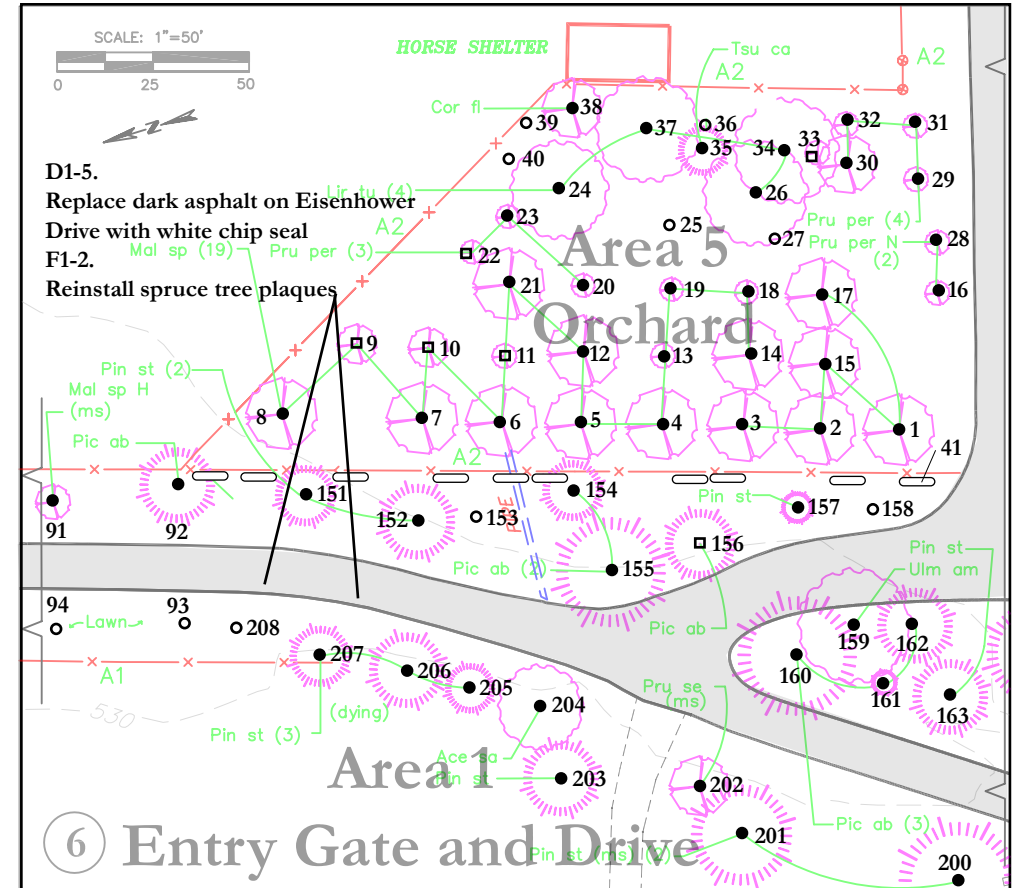 SCALE: 1"=50'
0 25 50
N
HORSE SHELTER
Tsu ca
A2
A2
Cor fl
38
39
37
36
35
40
34
33
32
31
30
29
D1-5.
Replace dark asphalt on Eisenhower
Drive with white chip seal
F1-2.
Reinstall spruce tree plaques
Lir tu (4)
24
26
A2
23
25
27
Pru per (4)
Pru per N
(2)
28
Mal sp (19)
Pru per (3)
22
Area 5
Orchard
21
20
19
18
17
16
9
10
11
12
13
14
15
Pin st (2)
Mal sp H
(ms)
Pic ab
8
7
6
5
4
3
2
1
41
A2
91
92
151
152
153
PIPE
154
155
Pic ab (2)
Pin st
157
158
156
Pic ab
Pin st
Ulm am
94
Lawn
93
208
207
206
205
204
159
160
161
162
163
A1
530
Pin st (3)
(dying)
Pru se
(ms)
Area 1
Ace sa
Pin st
203
202
201
200
Pic ab (3)
Pin st (ms) (2)
6 Entry Gate and Drive